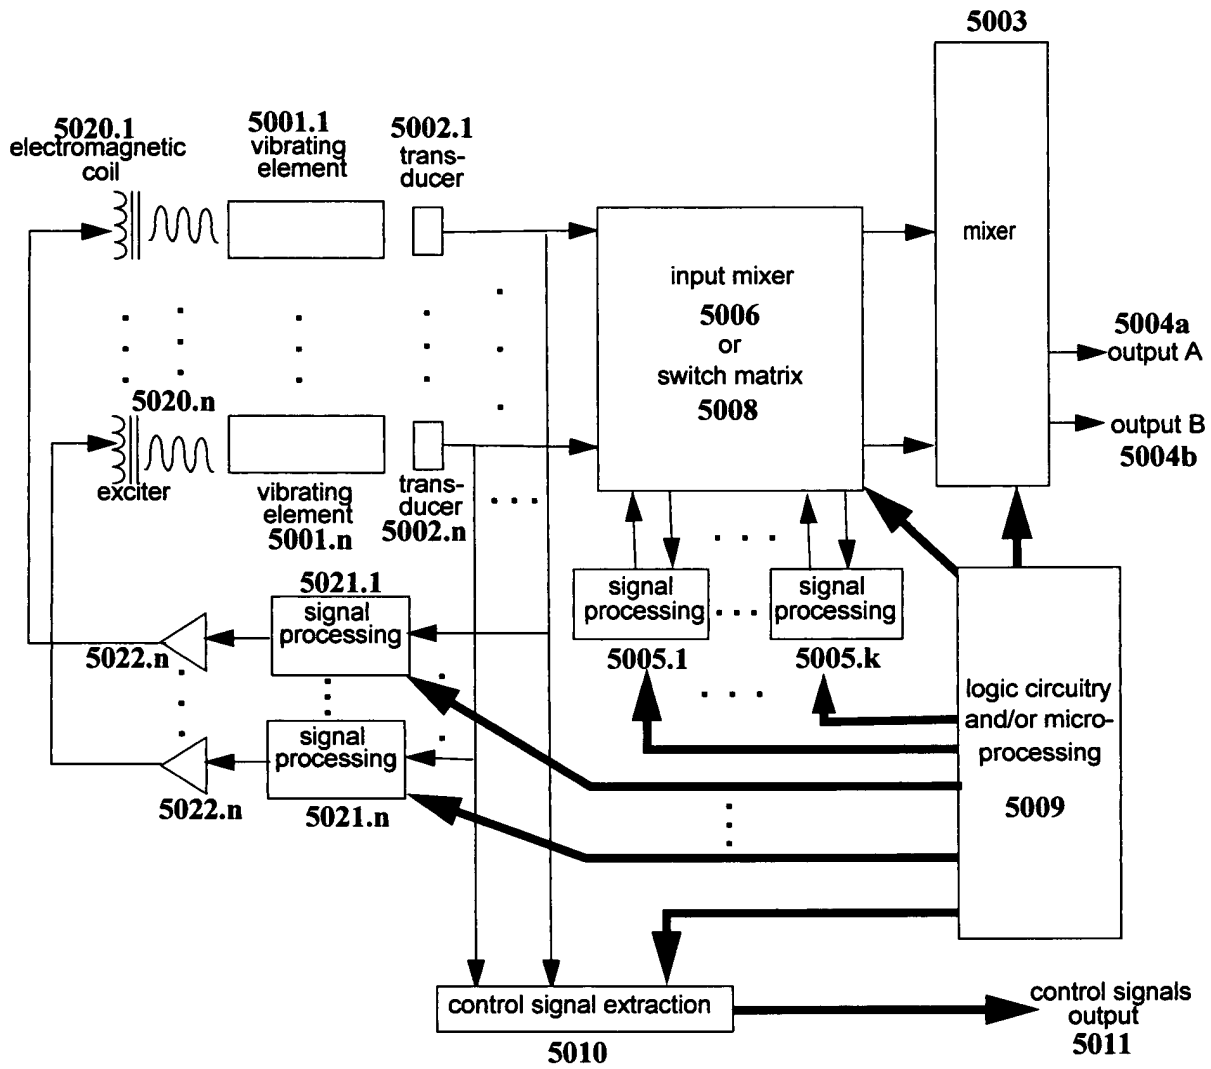 5003
5020.1
electromagnetic
coil
5001.1
vibrating
element
5002.1
trans-
ducer
mixer
input mixer
5006
or
switch matrix
5008
5004a
output A
output B
5004b
5020.n
exciter
vibrating
element
5001.n
trans-
ducer
5002.n
5021.1
signal
processing
5022.n
signal
processing
5005.1
signal
processing
5005.k
signal
processing
5021.n
5022.n
logic circuitry
and/or micro-
processing
5009
control signal extraction
5010
control signals
output
5011